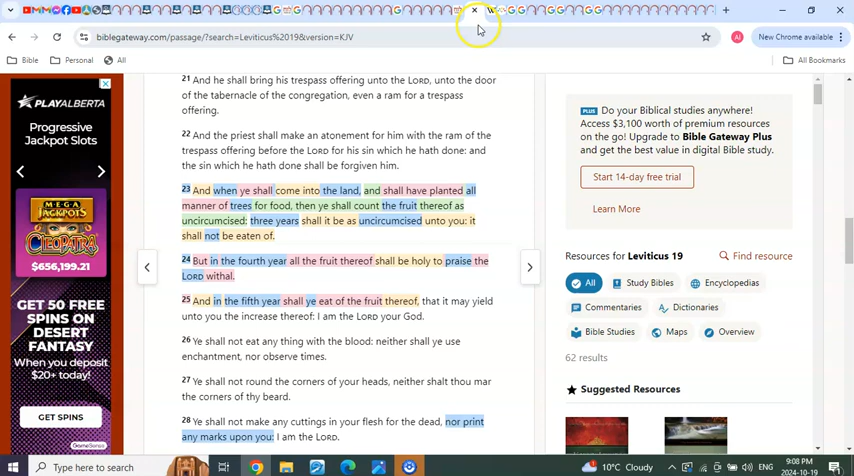 biblegateway.com/passage/?search=Leviticus%2019&version=KJV
AI
New Chrome available
Bible
Personal
All
All Bookmarks
PLAYALBERTA
Progressive
Jackpot Slots
MEGA
JACKPOTS
CLEOPATRA
$656,199.21
GET 50 FREE
SPINS ON
DESERT
FANTASY
When you deposit
$20+ today!
GET SPINS
GameSense
21 And he shall bring his trespass offering unto the LORD, unto the door
of the tabernacle of the congregation, even a ram for a trespass
offering.
22 And the priest shall make an atonement for him with the ram of the
trespass offering before the LORD for his sin which he hath done: and
the sin which he hath done shall be forgiven him.
23 And when ye shall come into the land, and shall have planted all
manner of trees for food, then ye shall count the fruit thereof as
uncircumcised: three years shall it be as uncircumcised unto you: it
shall not be eaten of.
24 But in the fourth year all the fruit thereof shall be holy to praise the
LORD withal.
25 And in the fifth year shall ye eat of the fruit thereof, that it may yield
unto you the increase thereof: I am the LORD your God.
26 Ye shall not eat any thing with the blood: neither shall ye use
enchantment, nor observe times.
27 Ye shall not round the corners of your heads, neither shalt thou mar
the corners of thy beard.
28 Ye shall not make any cuttings in your flesh for the dead, nor print
any marks upon you: I am the LORD.
PLUS Do your Biblical studies anywhere!
Access $3,100 worth of premium resources
on the go! Upgrade to Bible Gateway Plus
and get the best value in digital Bible study.
Start 14-day free trial
Learn More
Resources for Leviticus 19
Find resource
All
Study Bibles
Encyclopedias
Commentaries
Dictionaries
Bible Studies
Maps
Overview
62 results
Suggested Resources
Type here to search
10°C Cloudy
ENG
9:08 PM
2024-10-19